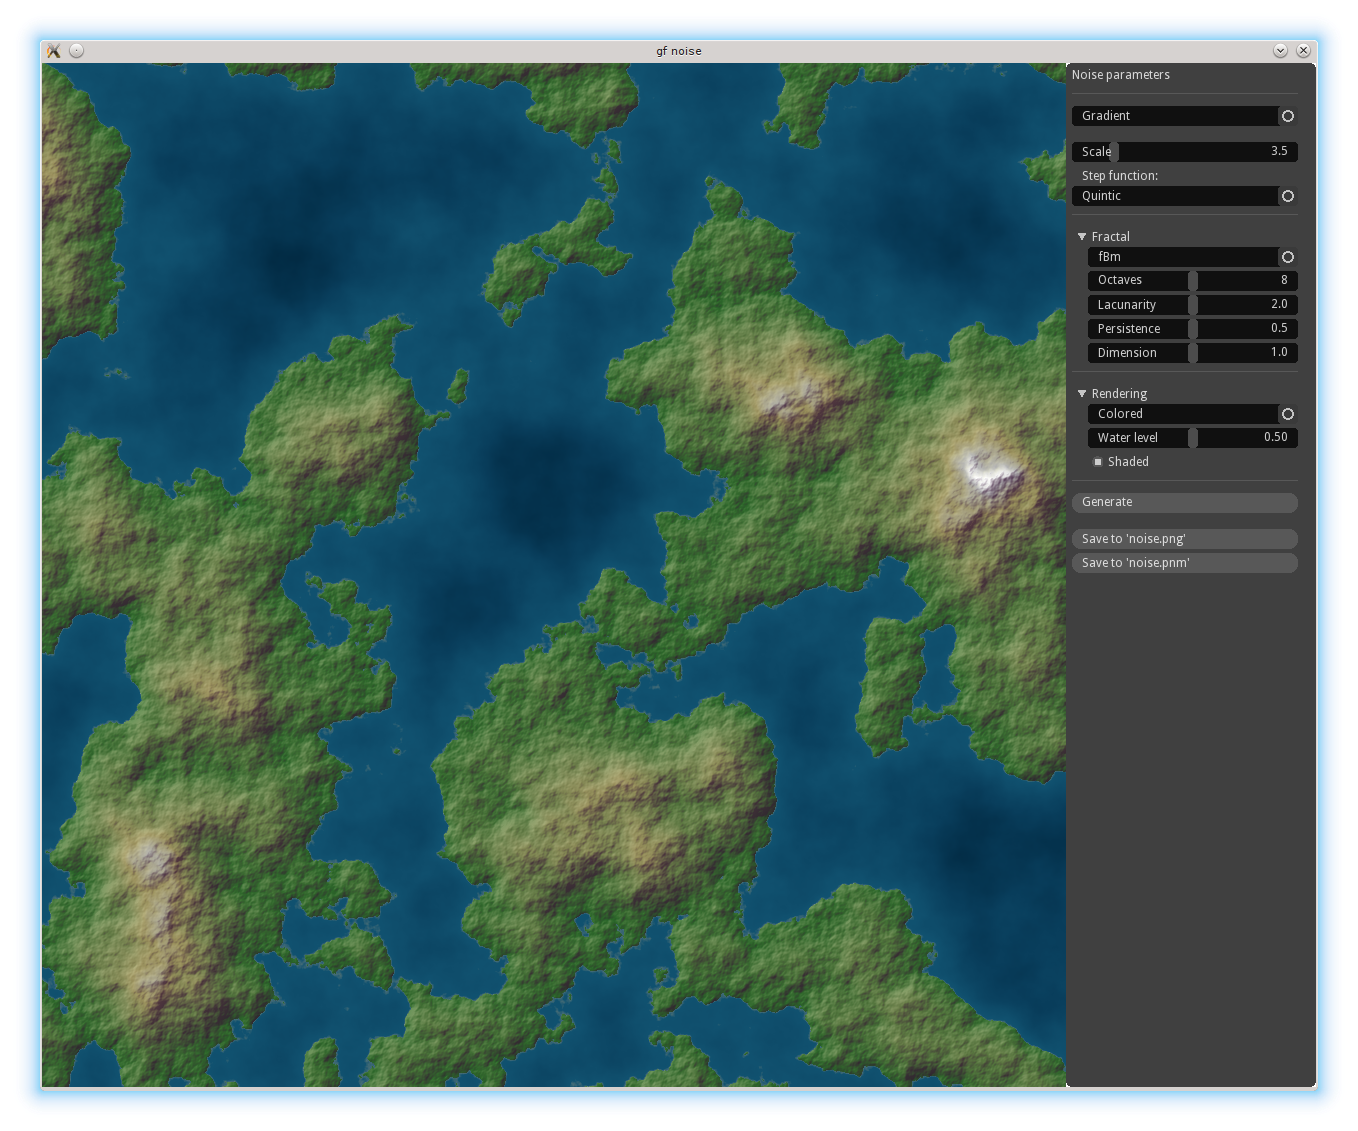 gf noise
Noise parameters
Gradient
Scale 3.5
Step function:
Quintic
Fractal
fBm
Octaves 8
Lacunarity 2.0
Persistence 0.5
Dimension 1.0
Rendering
Colored
Water level 0.50
Shaded
Generate
Save to 'noise.png'
Save to 'noise.pnm'